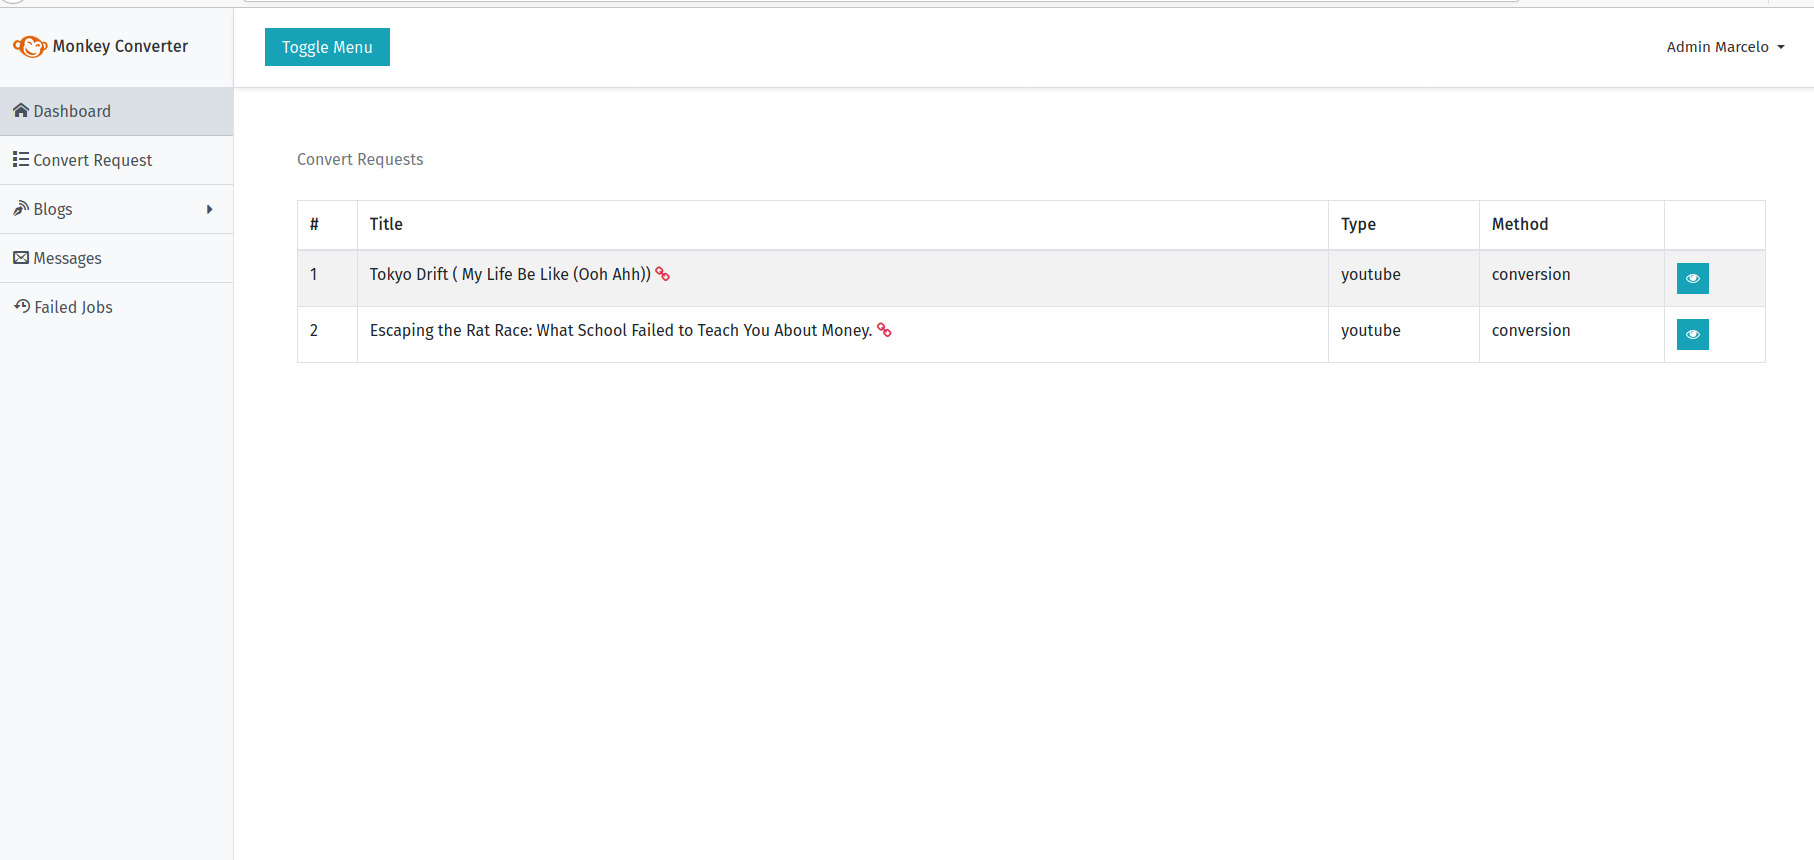 Monkey Converter
Toggle Menu
Admin Marcelo
Dashboard
Convert Request
Blogs
Messages
Failed Jobs
Convert Requests
# Title Type Method
1 Tokyo Drift ( My Life Be Like (Ooh Ahh)) youtube conversion
2 Escaping the Rat Race: What School Failed to Teach You About Money. youtube conversion